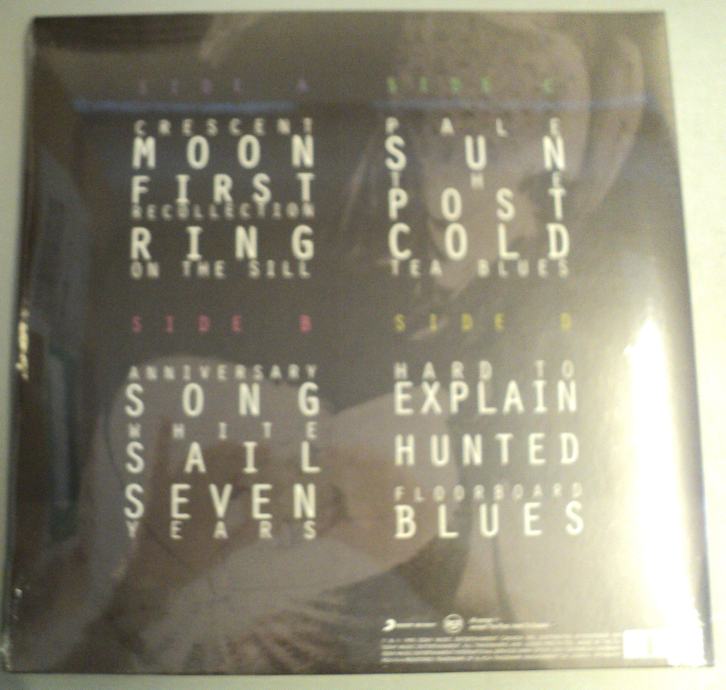 SIDE A
CRESCENT
MOON
FIRST
RECOLLECTION
RING
ON THE SILL
SIDE B
ANNIVERSARY
SONG
WHITE
SAIL
SEVEN
YEARS
SIDE C
PALE
SUN
THE
POST
COLD
TEA BLUES
SIDE D
HARD TO
EXPLAIN
HUNTED
FLOORBOARD
BLUES